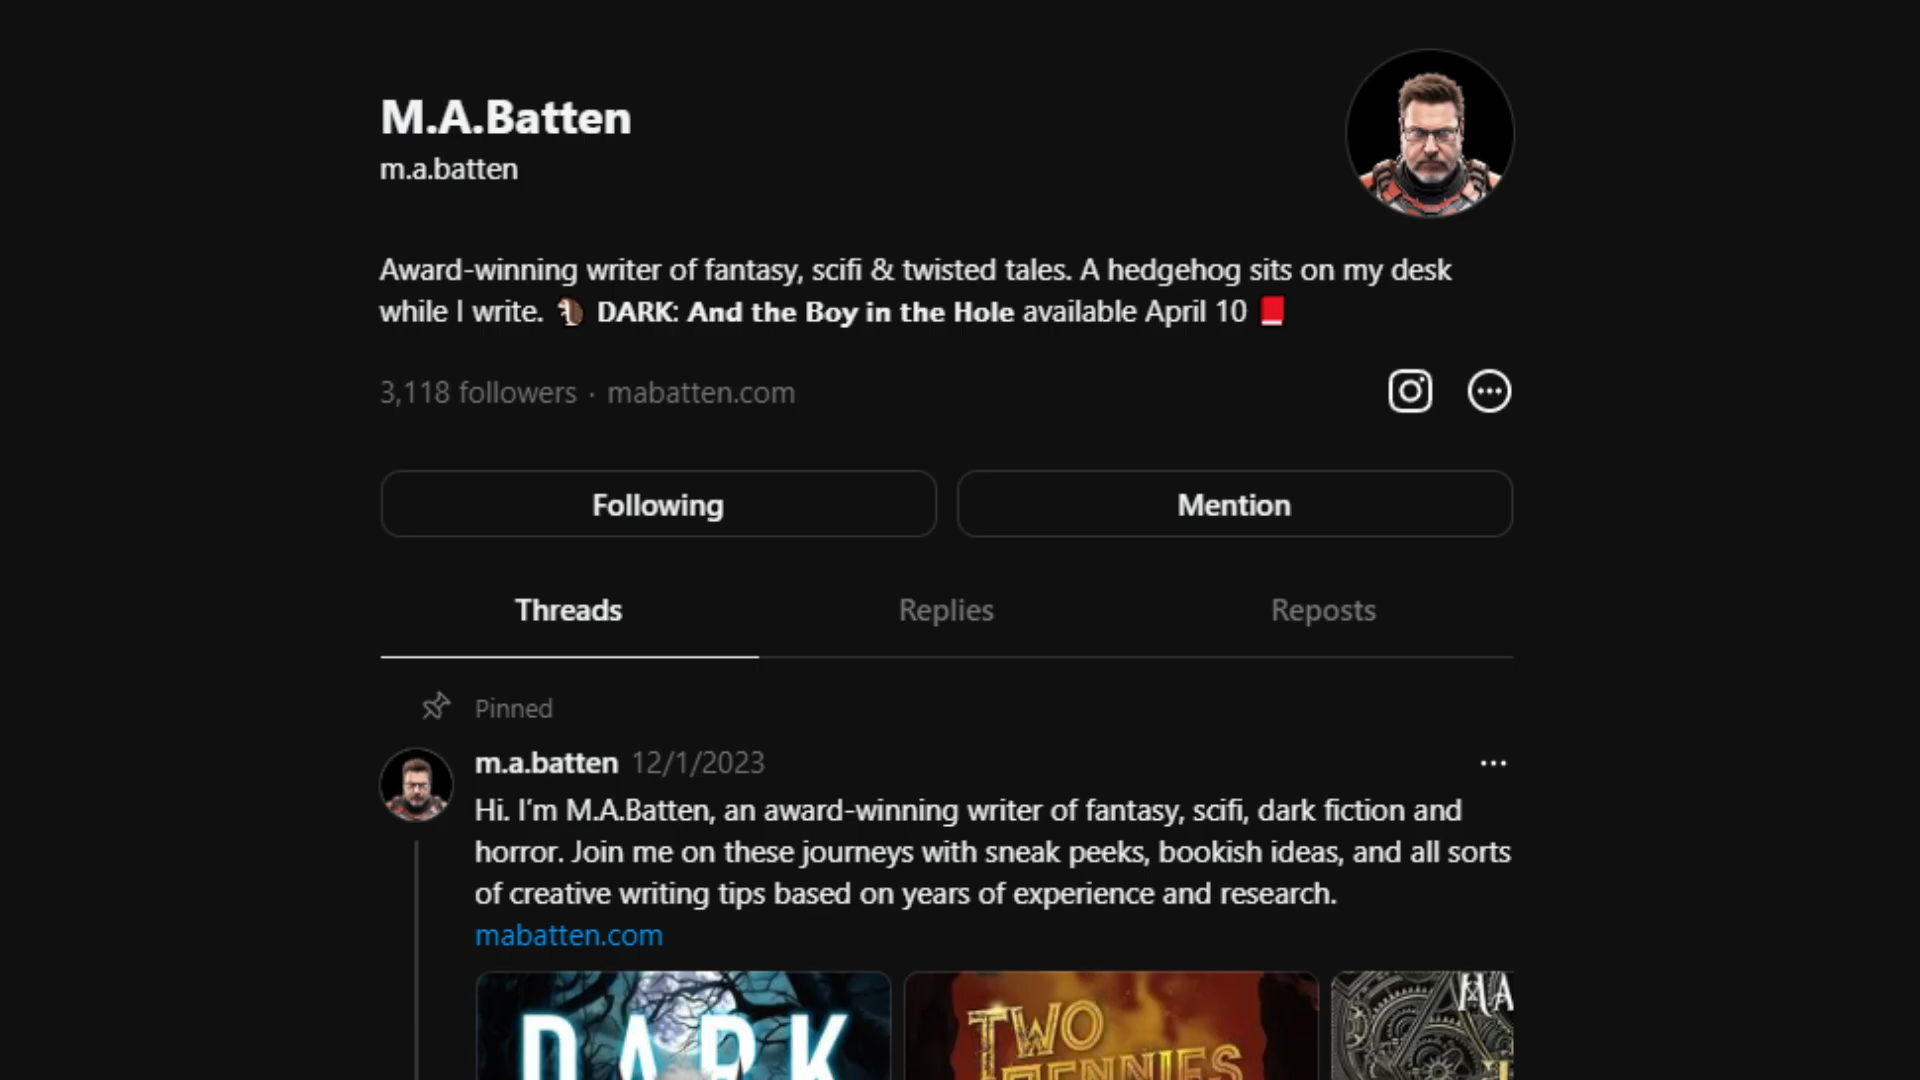 M.A.Batten
m.a.batten
Award-winning writer of fantasy, scifi & twisted tales. A hedgehog sits on my desk
while I write. 🦔 DARK: And the Boy in the Hole available April 10 📕
3,118 followers · mabatten.com
Following Mention
Threads Replies Reposts
Pinned
m.a.batten 12/1/2023
Hi. I’m M.A.Batten, an award-winning writer of fantasy, scifi, dark fiction and
horror. Join me on these journeys with sneak peeks, bookish ideas, and all sorts
of creative writing tips based on years of experience and research.
mabatten.com
DARK
TWO
PENNIES
MA